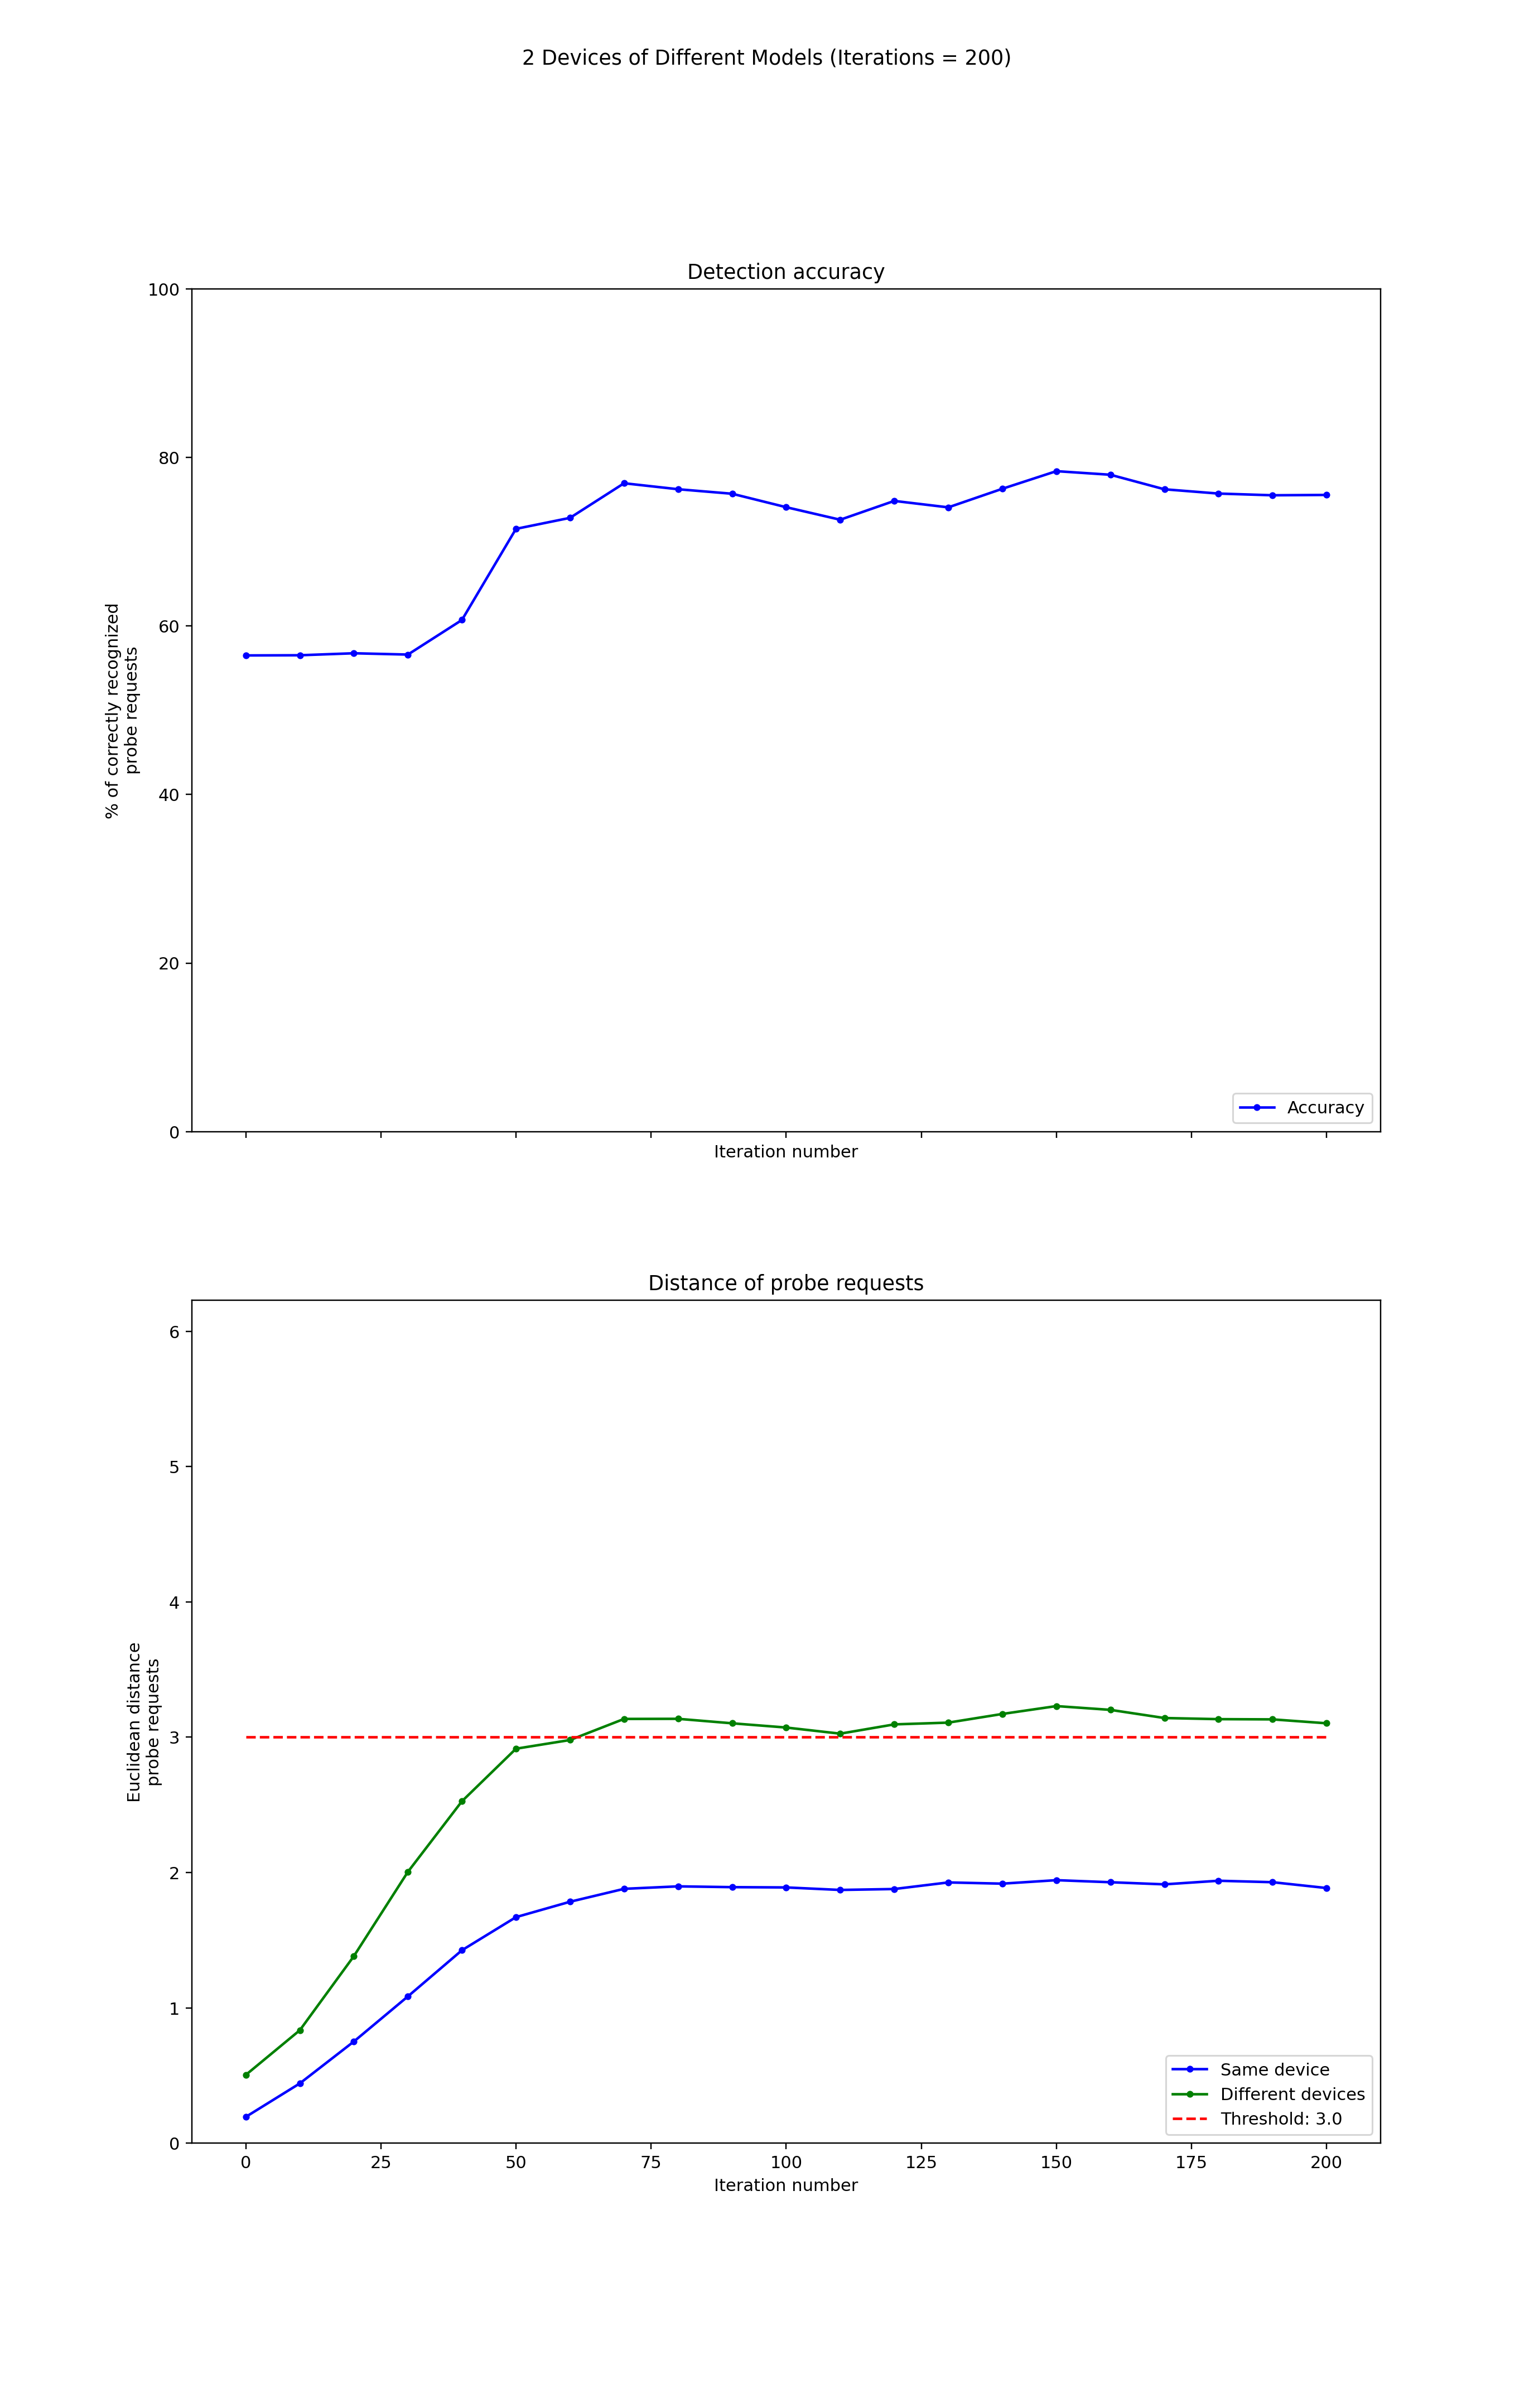 2 Devices of Different Models (Iterations = 200)
Detection accuracy
100
80
60
40
20
0
% of correctly recognized
probe requests
Accuracy
Iteration number
Distance of probe requests
6
5
4
3
2
1
0
Euclidean distance
probe requests
Same device
Different devices
Threshold: 3.0
0 25 50 75 100 125 150 175 200
Iteration number